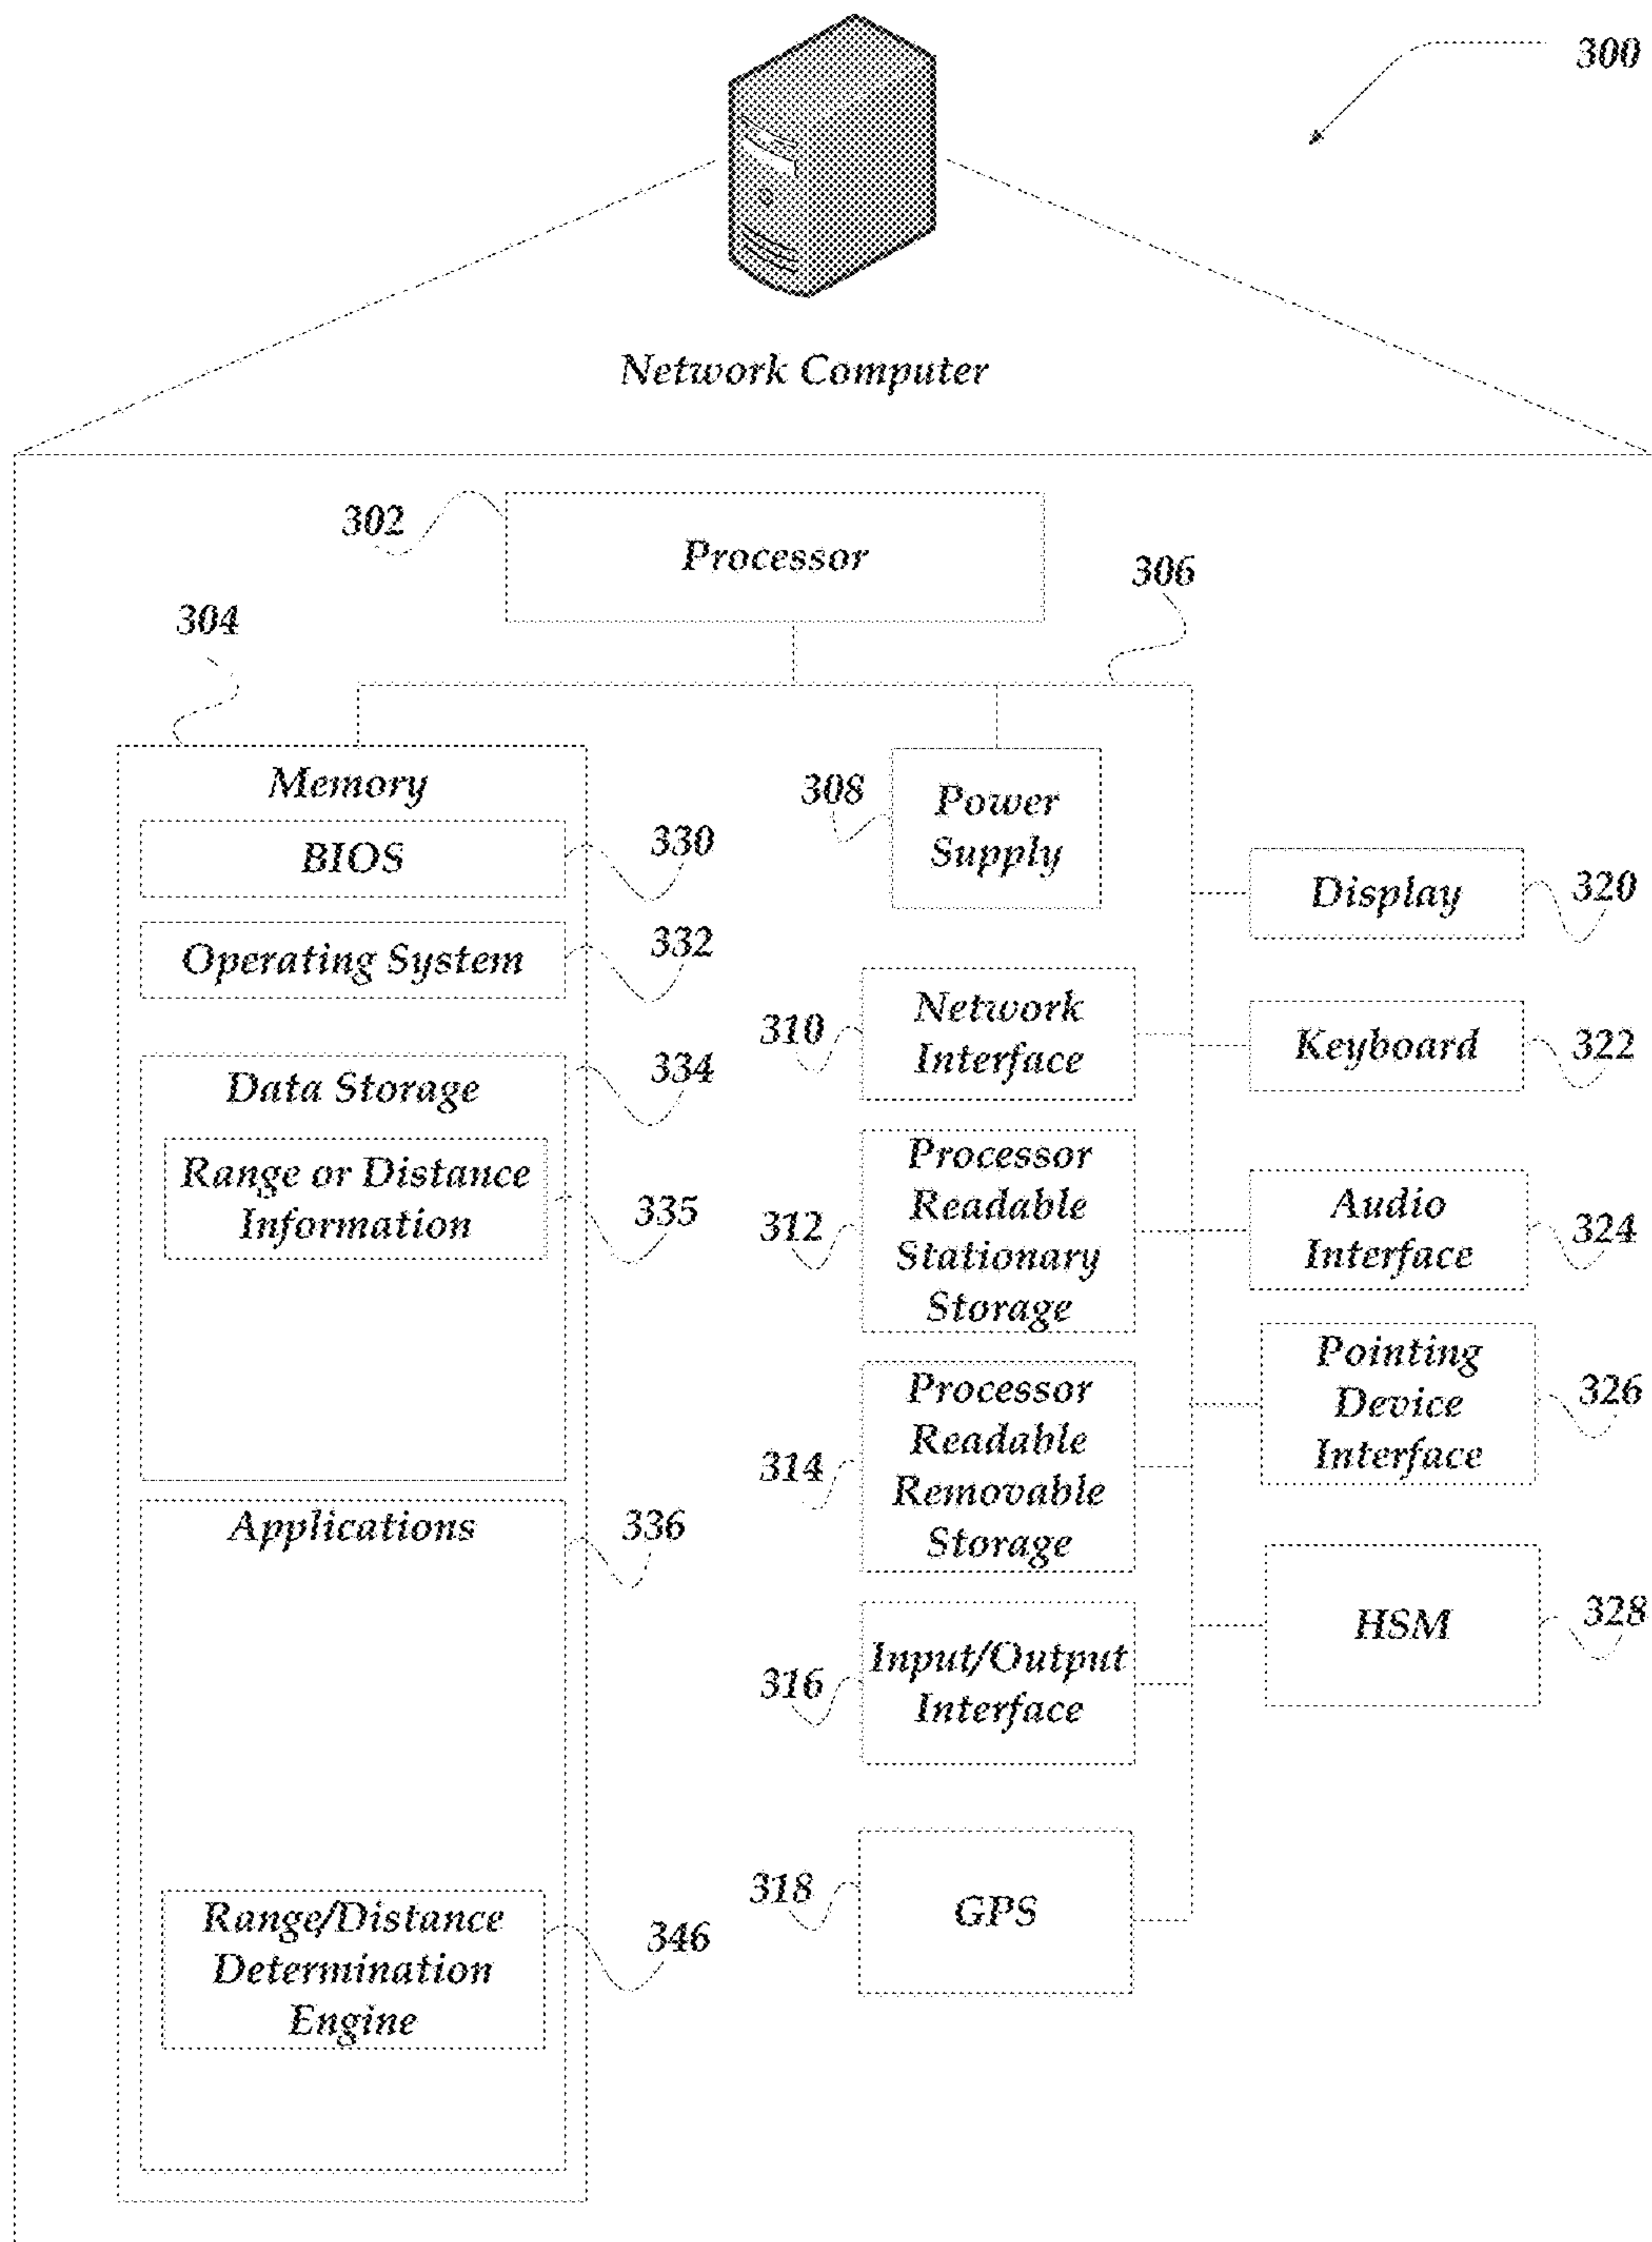 300
Network Computer
302
Processor
306
304
Memory
BIOS
330
Operating System
332
Data Storage
334
Range or Distance
Information
335
Applications
336
Range/Distance
Determination
Engine
346
308
Power
Supply
310
Network
Interface
312
Processor
Readable
Stationary
Storage
314
Processor
Readable
Removable
Storage
316
Input/Output
Interface
318
GPS
Display
320
Keyboard
322
Audio
Interface
324
Pointing
Device
Interface
326
HSM
328